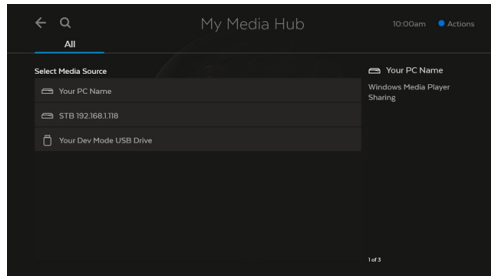 My Media Hub
10:00am Actions
All
Select Media Source
Your PC Name
STB 192.168.1.118
Your Dev Mode USB Drive
Your PC Name
Windows Media Player
Sharing
1 of 3